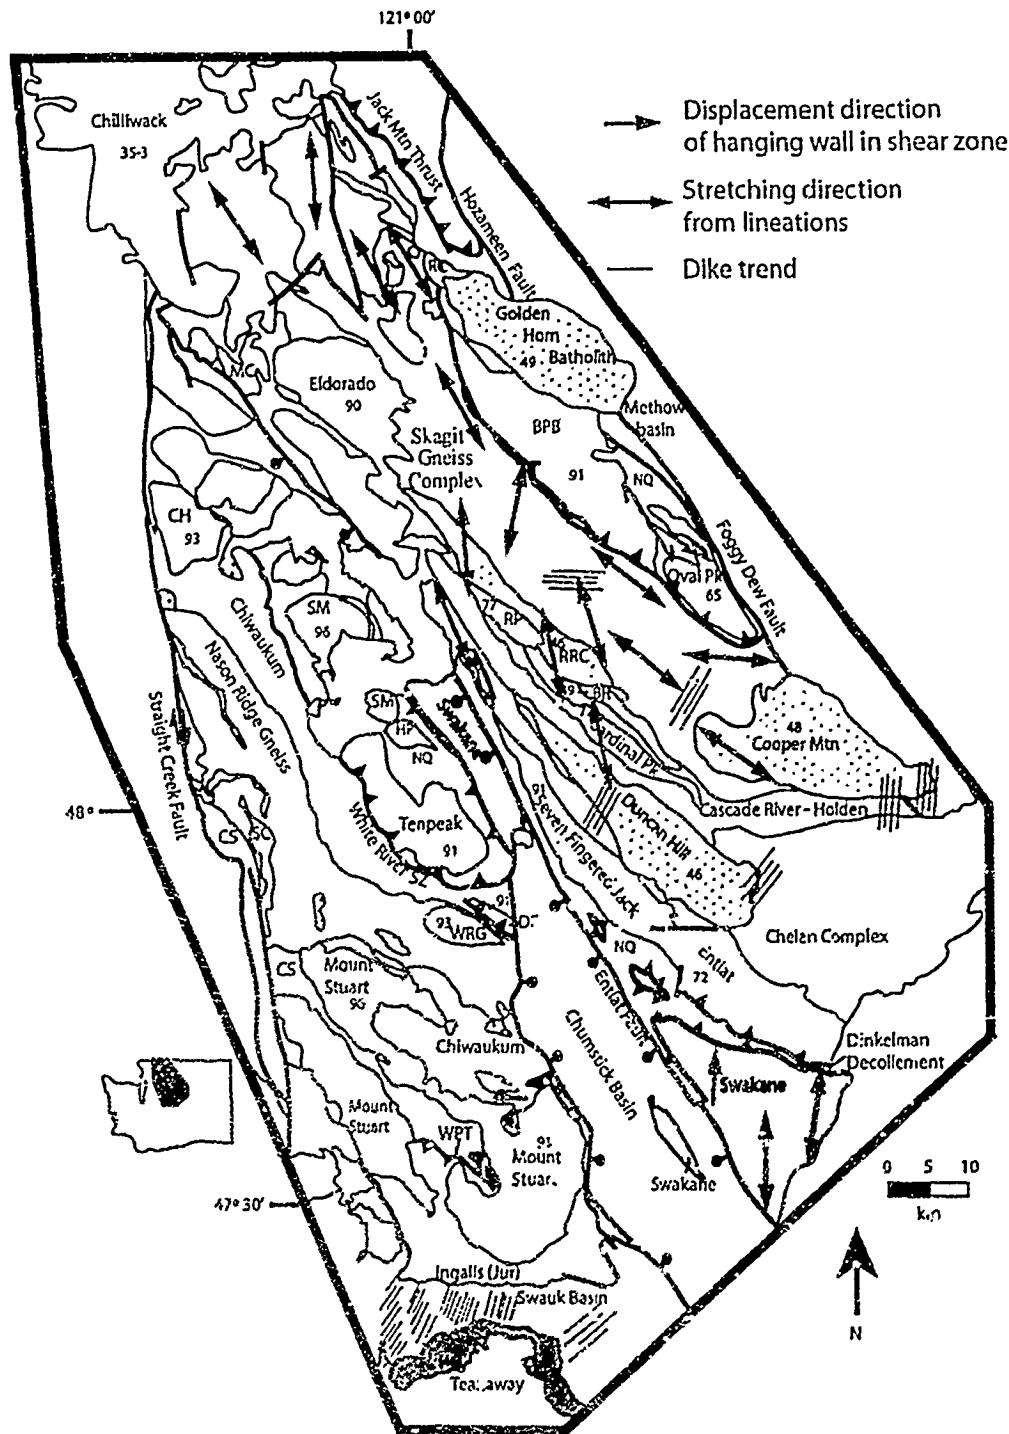 121° 00'
Displacement direction
of hanging wall in shear zone
Stretching direction
from lineations
Dike trend
Chilliwack
35-3
Jack Mtn Thrust
Hozameen Fault
RC
Golden
Horn
49 Batholith
MC
Eldorado
90
Methow
basin
BPB
Skagit
Gneiss
Complex
91
NQ
CH
93
Foggy Dew Fault
Oval Pk
65
77
RP
SM
96
Chiwaukum
46
RRC
Nason Ridge Gneiss
SM
HP
Swakane
NQ
Cardinal Pk
48
Cooper Mtn
Straight Creek Fault
48°
Cascade River-Holden
91
Seven Fingered Jack
Duncan Hill
46
CS
SC
Tenpeak
91
White River SZ
93
WRG
Chelan Complex
NQ
Entiat
72
CS
Mount
Stuart
96
Entiat Fault
Chiwaukum
Chumstick Basin
Dinkelman
Decollement
Swakane
Mount
Stuart
WPT
Mount
Swakane
0 5 10
47° 30'
Ingalls (Jur)
Swauk Basin
N